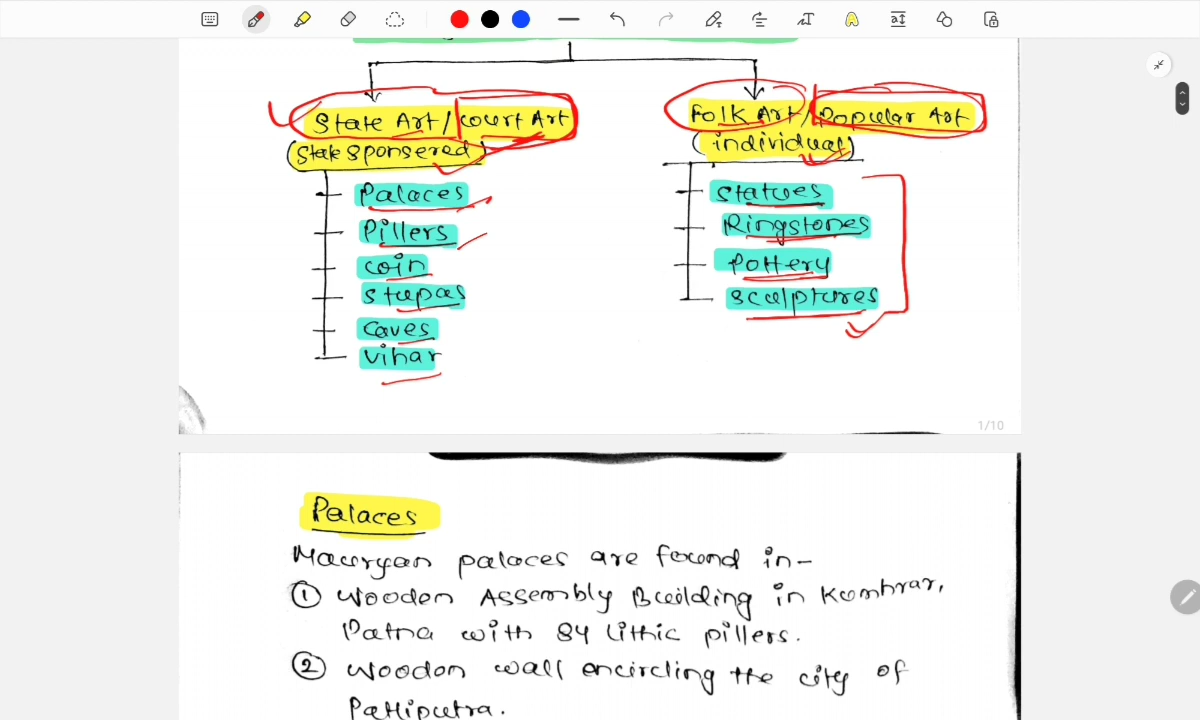 State Art / court Art
(State sponsered)
Palaces
Pillers
coin
stupas
Caves
vihar
Folk Art / Popular Art
(individual)
statues
Ringstones
Pottery
sculptures
1/10
Palaces
Mauryan palaces are found in-
① wooden Assembly Building in Kumhrar,
Patna with 84 lithic pillers.
② wooden wall encircling the city of
Patliputra.